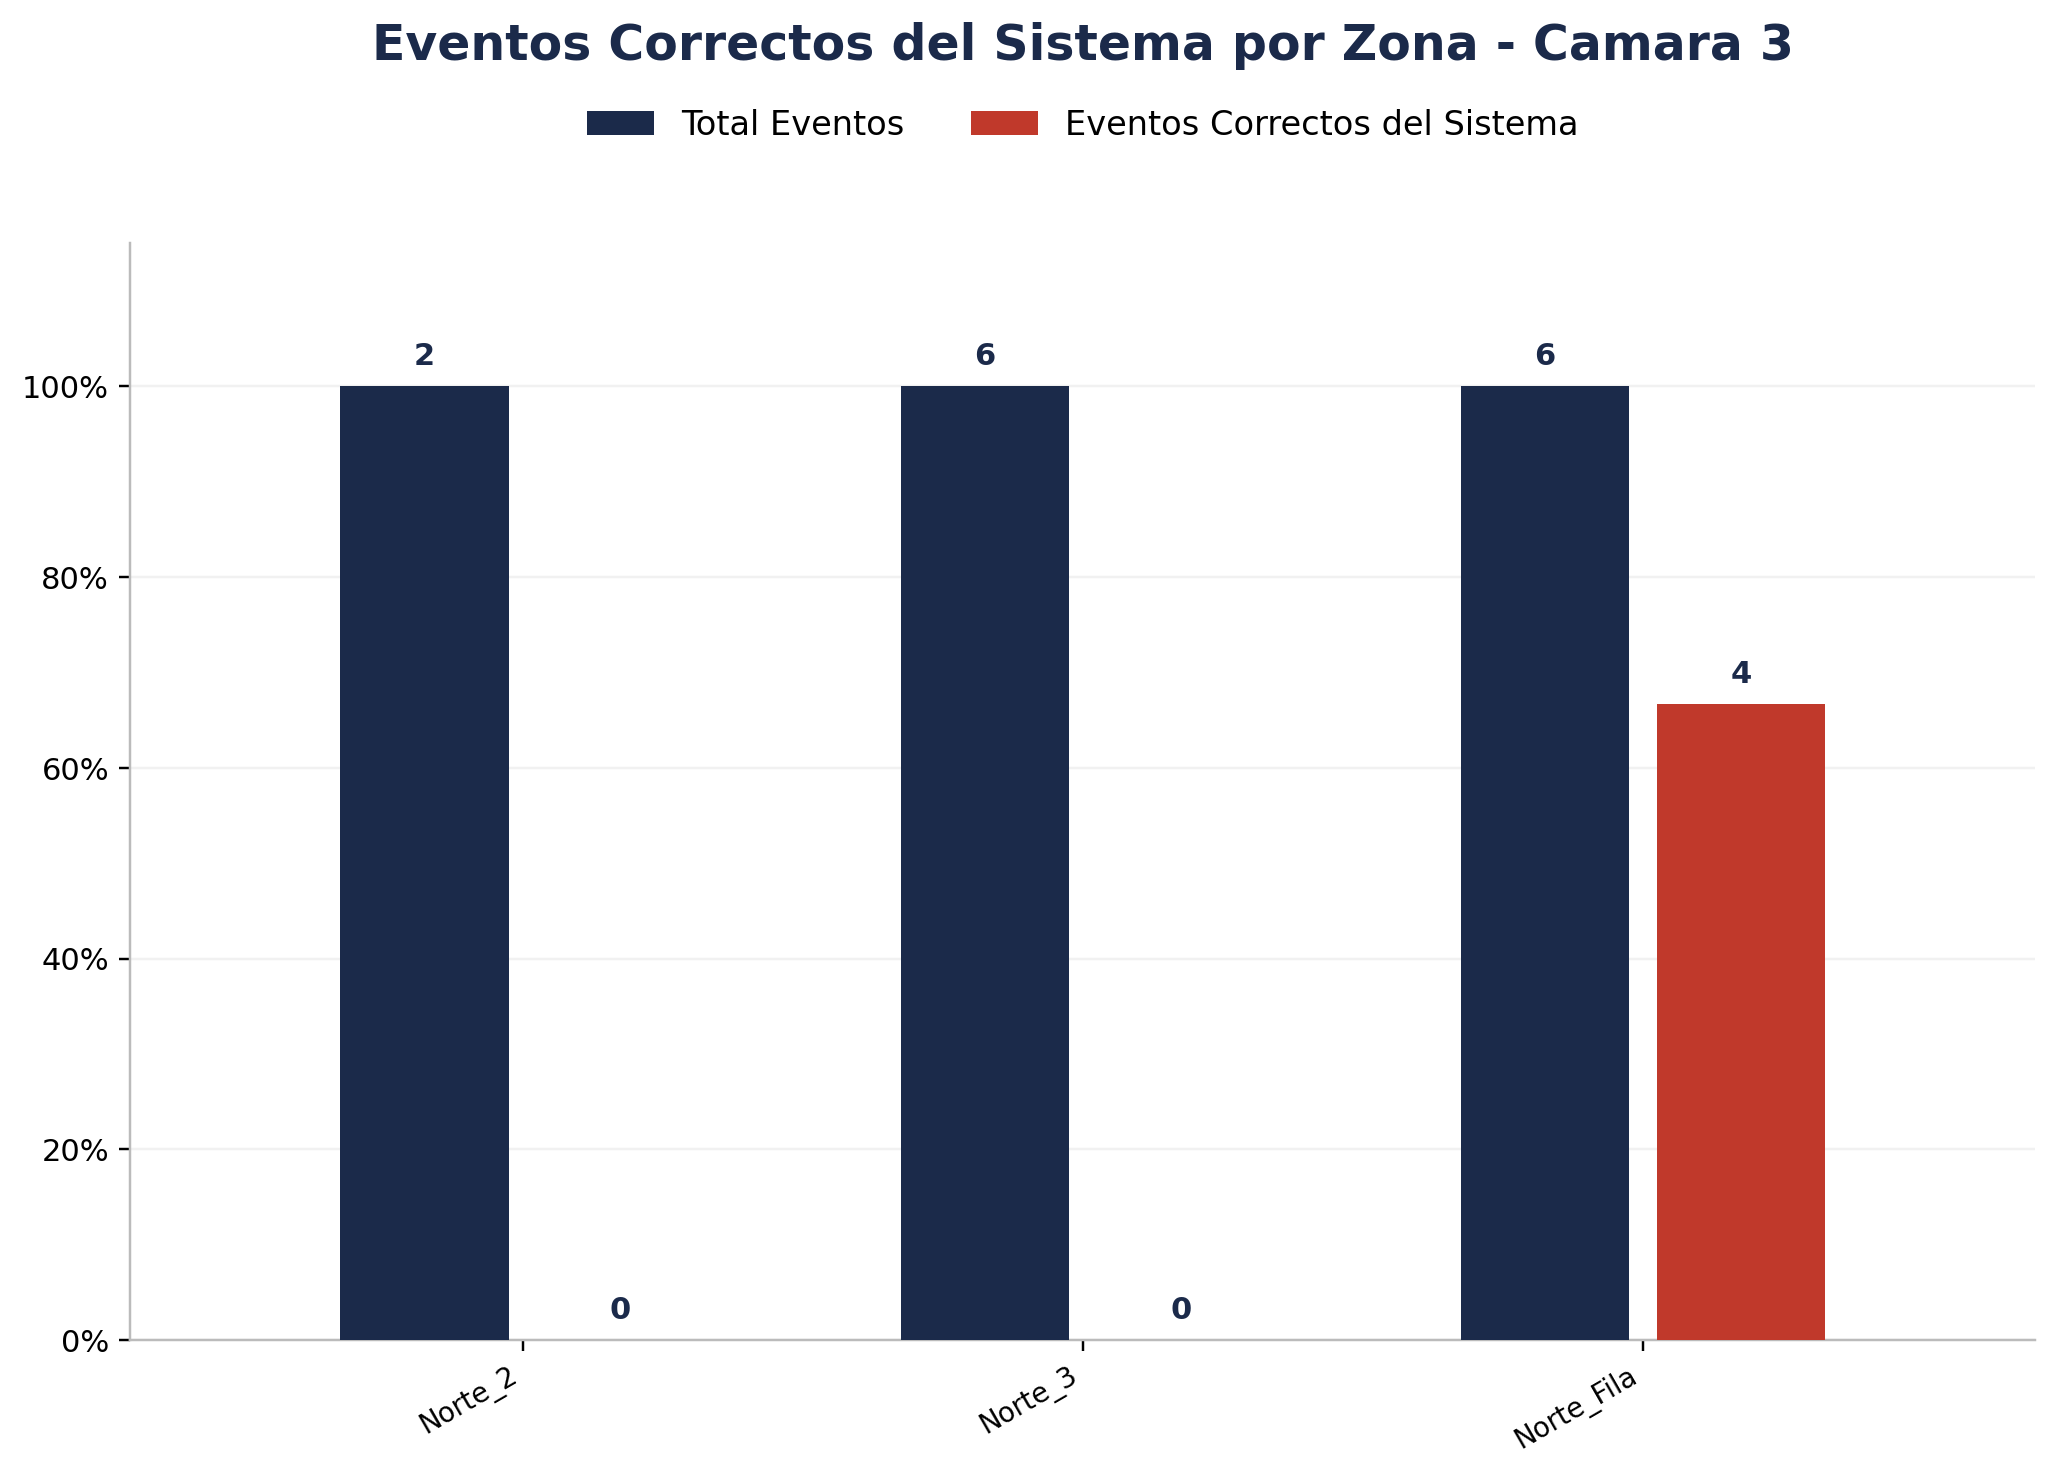 Eventos Correctos del Sistema por Zona - Camara 3
Total Eventos
Eventos Correctos del Sistema
2
6
6
100%
4
80%
60%
40%
20%
0
0
0%
Norte_2
Norte_3
Norte_Fila